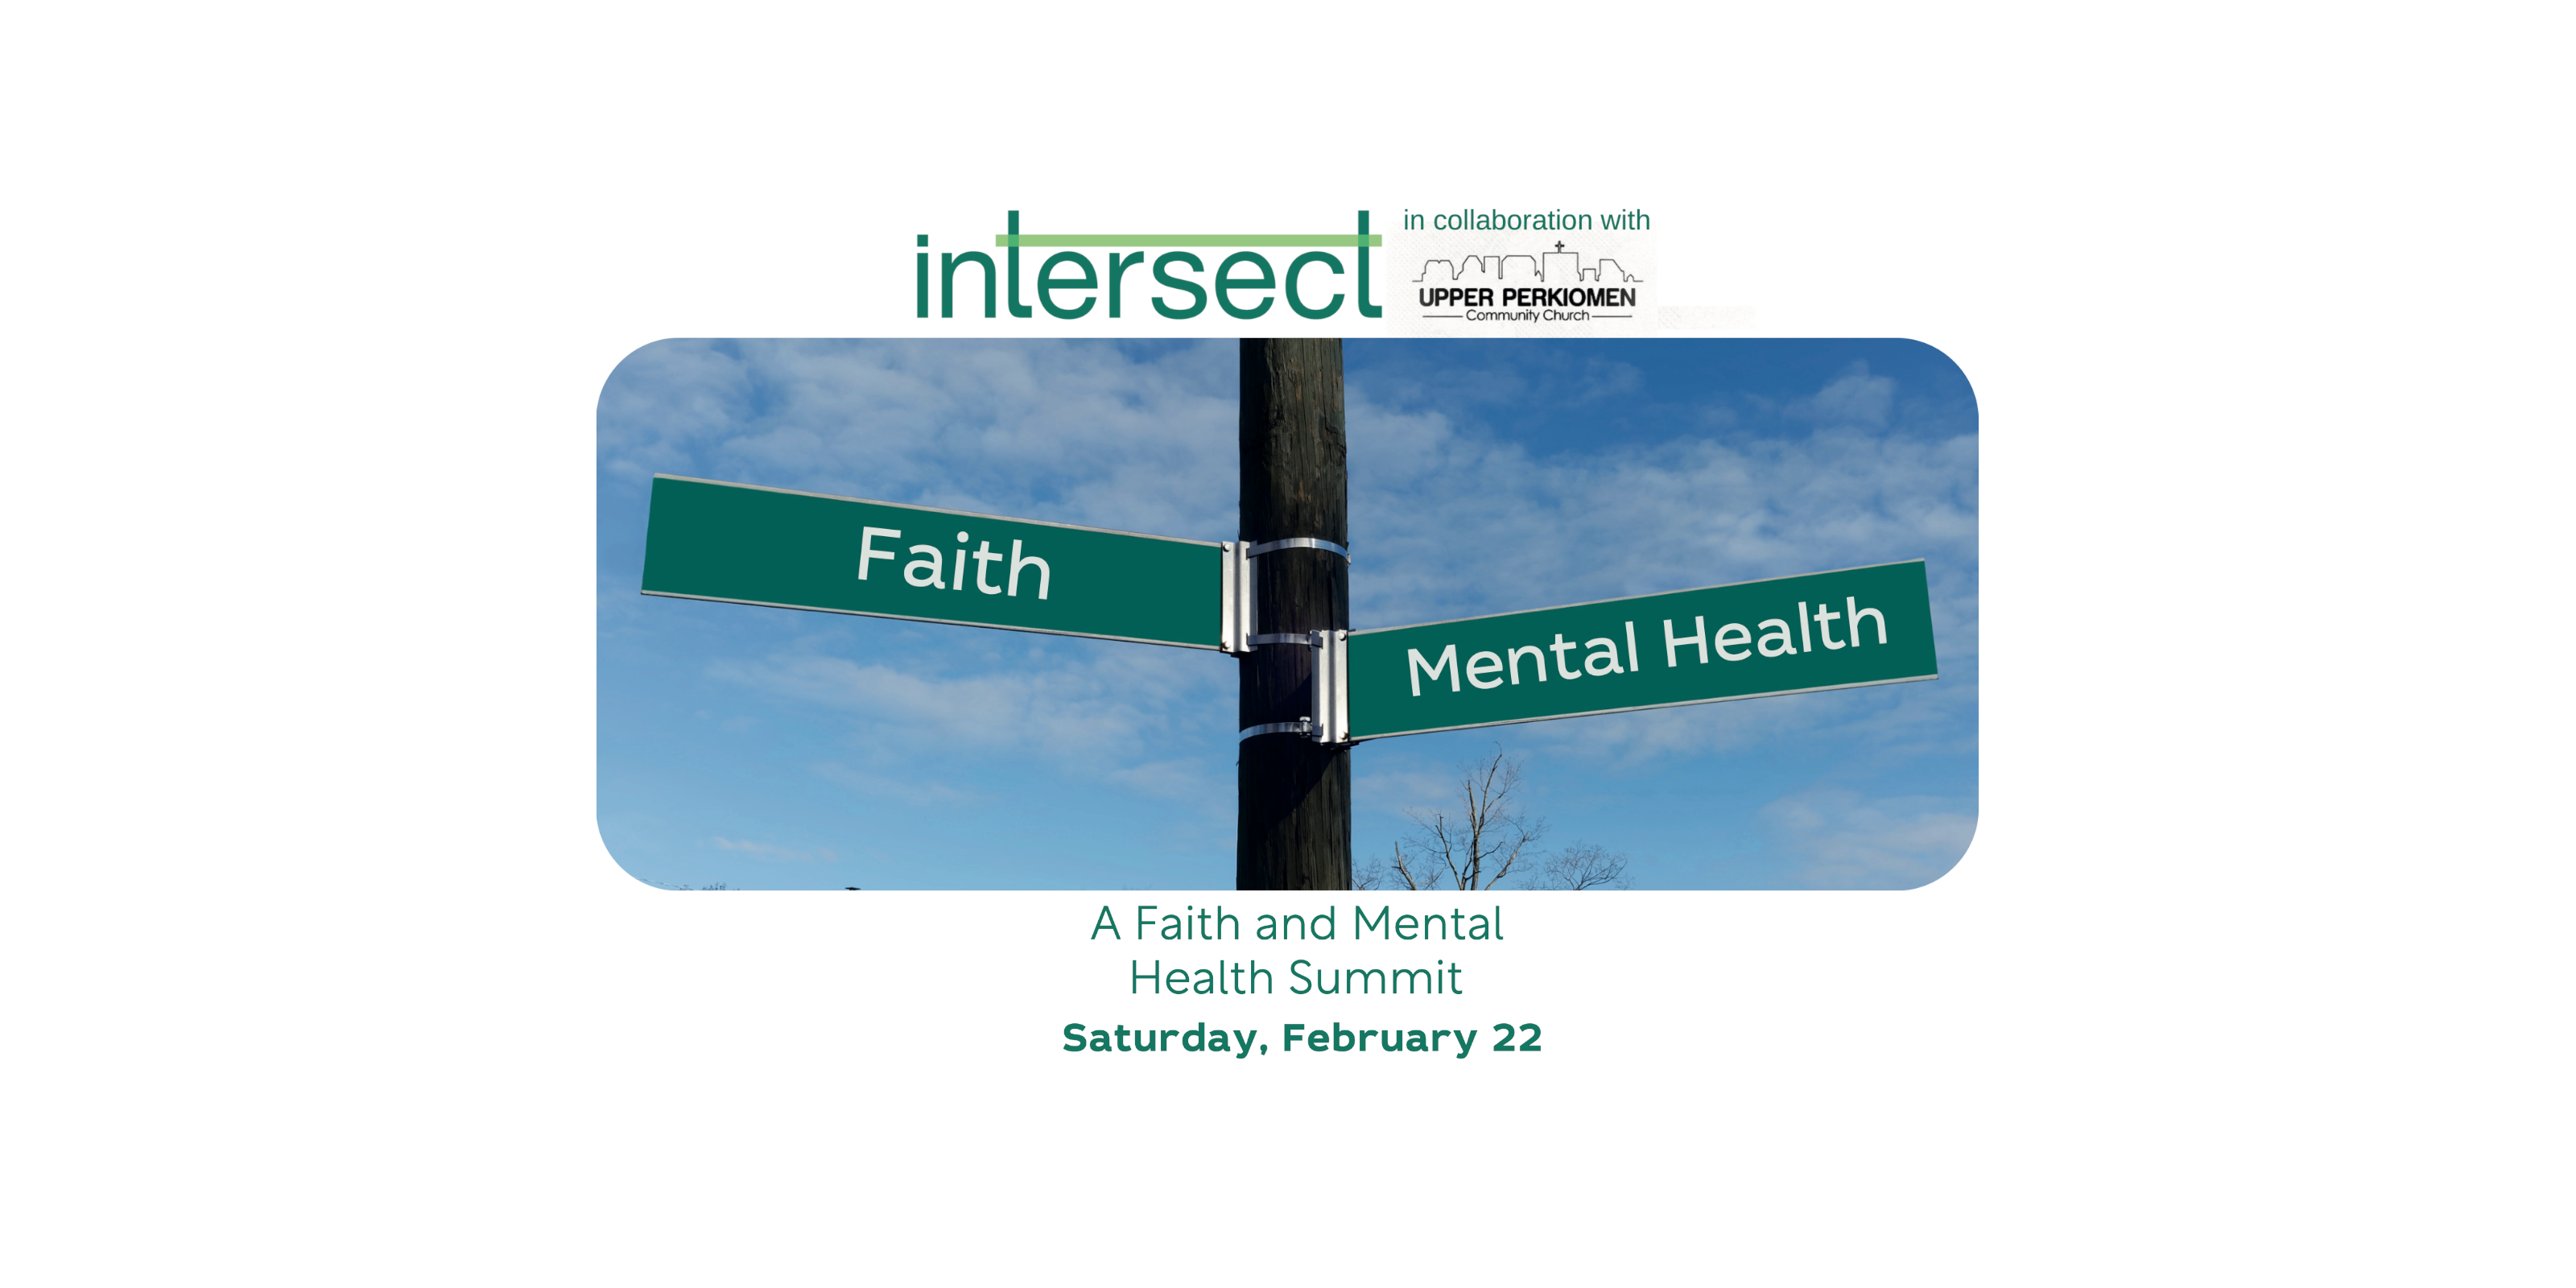 intersect
in collaboration with
UPPER PERKIOMEN
Community Church
Faith
Mental Health
A Faith and Mental
Health Summit
Saturday, February 22